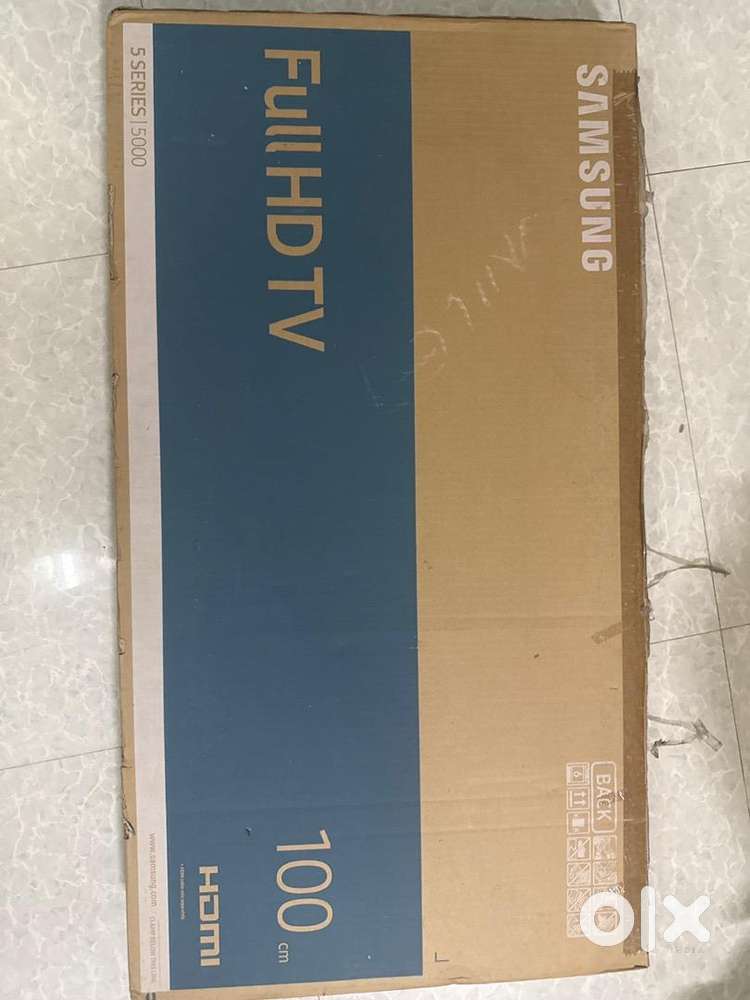 SAMSUNG
BACK
Full HD TV
100 cm
HDMI
5 SERIES | 5000
www.samsung.com
olx